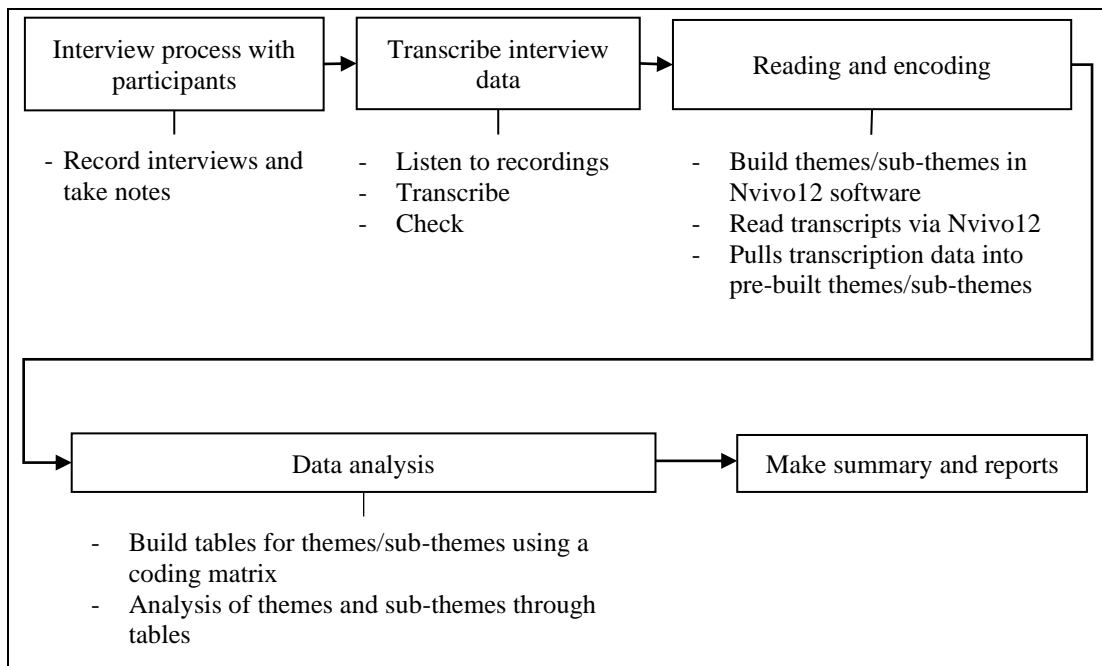 Interview process with
participants
Transcribe interview
data
Reading and encoding
- Record interviews and
take notes
- Listen to recordings
- Transcribe
- Check
- Build themes/sub-themes in
Nvivo12 software
- Read transcripts via Nvivo12
- Pulls transcription data into
pre-built themes/sub-themes
Data analysis
Make summary and reports
- Build tables for themes/sub-themes using a
coding matrix
- Analysis of themes and sub-themes through
tables